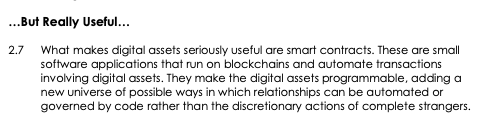 ...But Really Useful...
2.7 What makes digital assets seriously useful are smart contracts. These are small
software applications that run on blockchains and automate transactions
involving digital assets. They make the digital assets programmable, adding a
new universe of possible ways in which relationships can be automated or
governed by code rather than the discretionary actions of complete strangers.